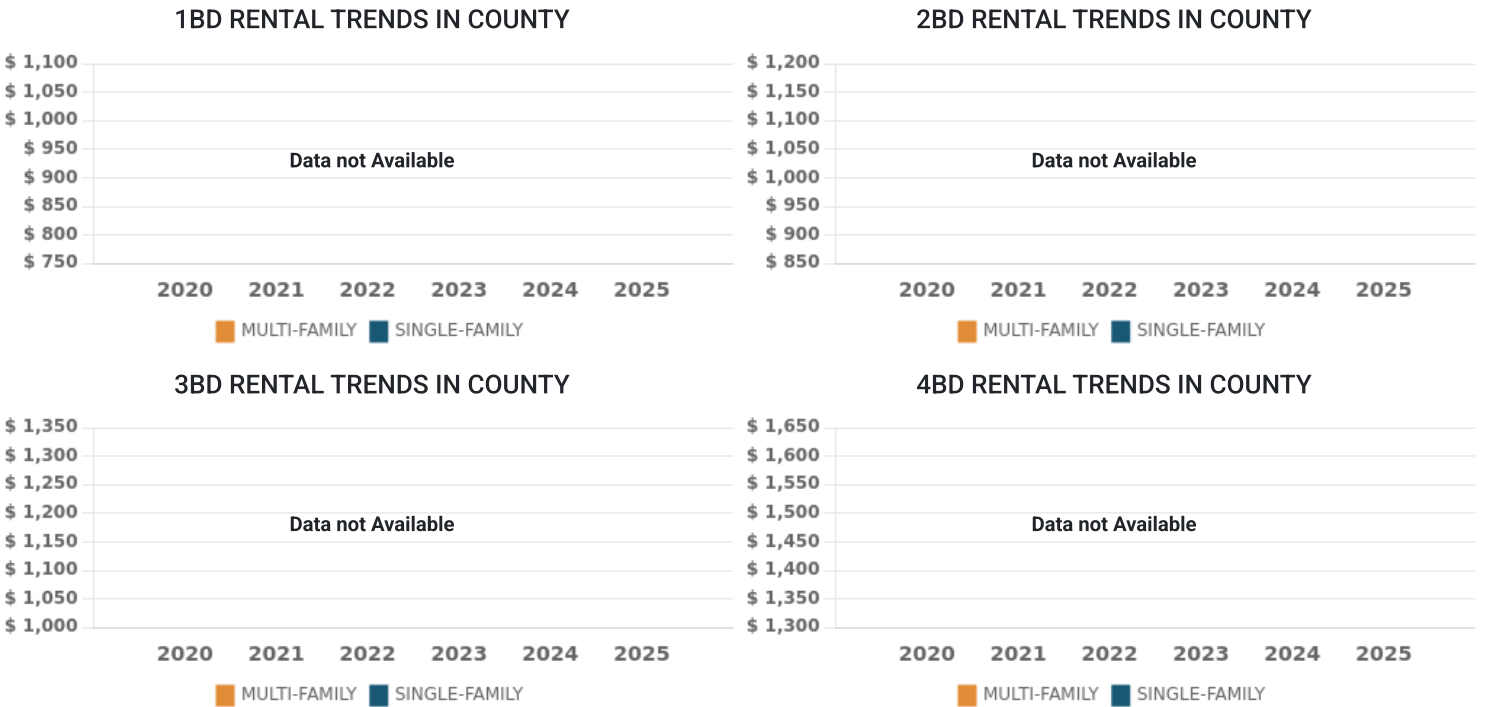 1BD RENTAL TRENDS IN COUNTY
$ 1,100
$ 1,050
$ 1,000
$ 950
$ 900
$ 850
$ 800
$ 750
Data not Available
2020 2021 2022 2023 2024 2025
MULTI-FAMILY SINGLE-FAMILY
2BD RENTAL TRENDS IN COUNTY
$ 1,200
$ 1,150
$ 1,100
$ 1,050
$ 1,000
$ 950
$ 900
$ 850
Data not Available
2020 2021 2022 2023 2024 2025
MULTI-FAMILY SINGLE-FAMILY
3BD RENTAL TRENDS IN COUNTY
$ 1,350
$ 1,300
$ 1,250
$ 1,200
$ 1,150
$ 1,100
$ 1,050
$ 1,000
Data not Available
2020 2021 2022 2023 2024 2025
MULTI-FAMILY SINGLE-FAMILY
4BD RENTAL TRENDS IN COUNTY
$ 1,650
$ 1,600
$ 1,550
$ 1,500
$ 1,450
$ 1,400
$ 1,350
$ 1,300
Data not Available
2020 2021 2022 2023 2024 2025
MULTI-FAMILY SINGLE-FAMILY